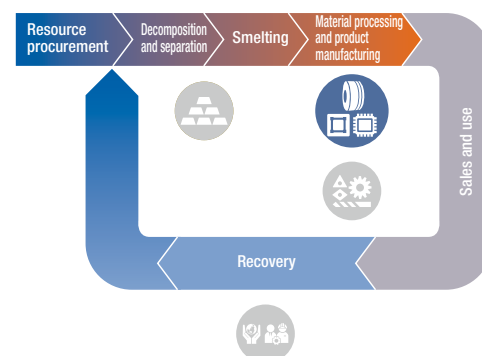 Resource
procurement
Decomposition
and separation
Smelting
Material processing
and product
manufacturing
Sales and use
Recovery